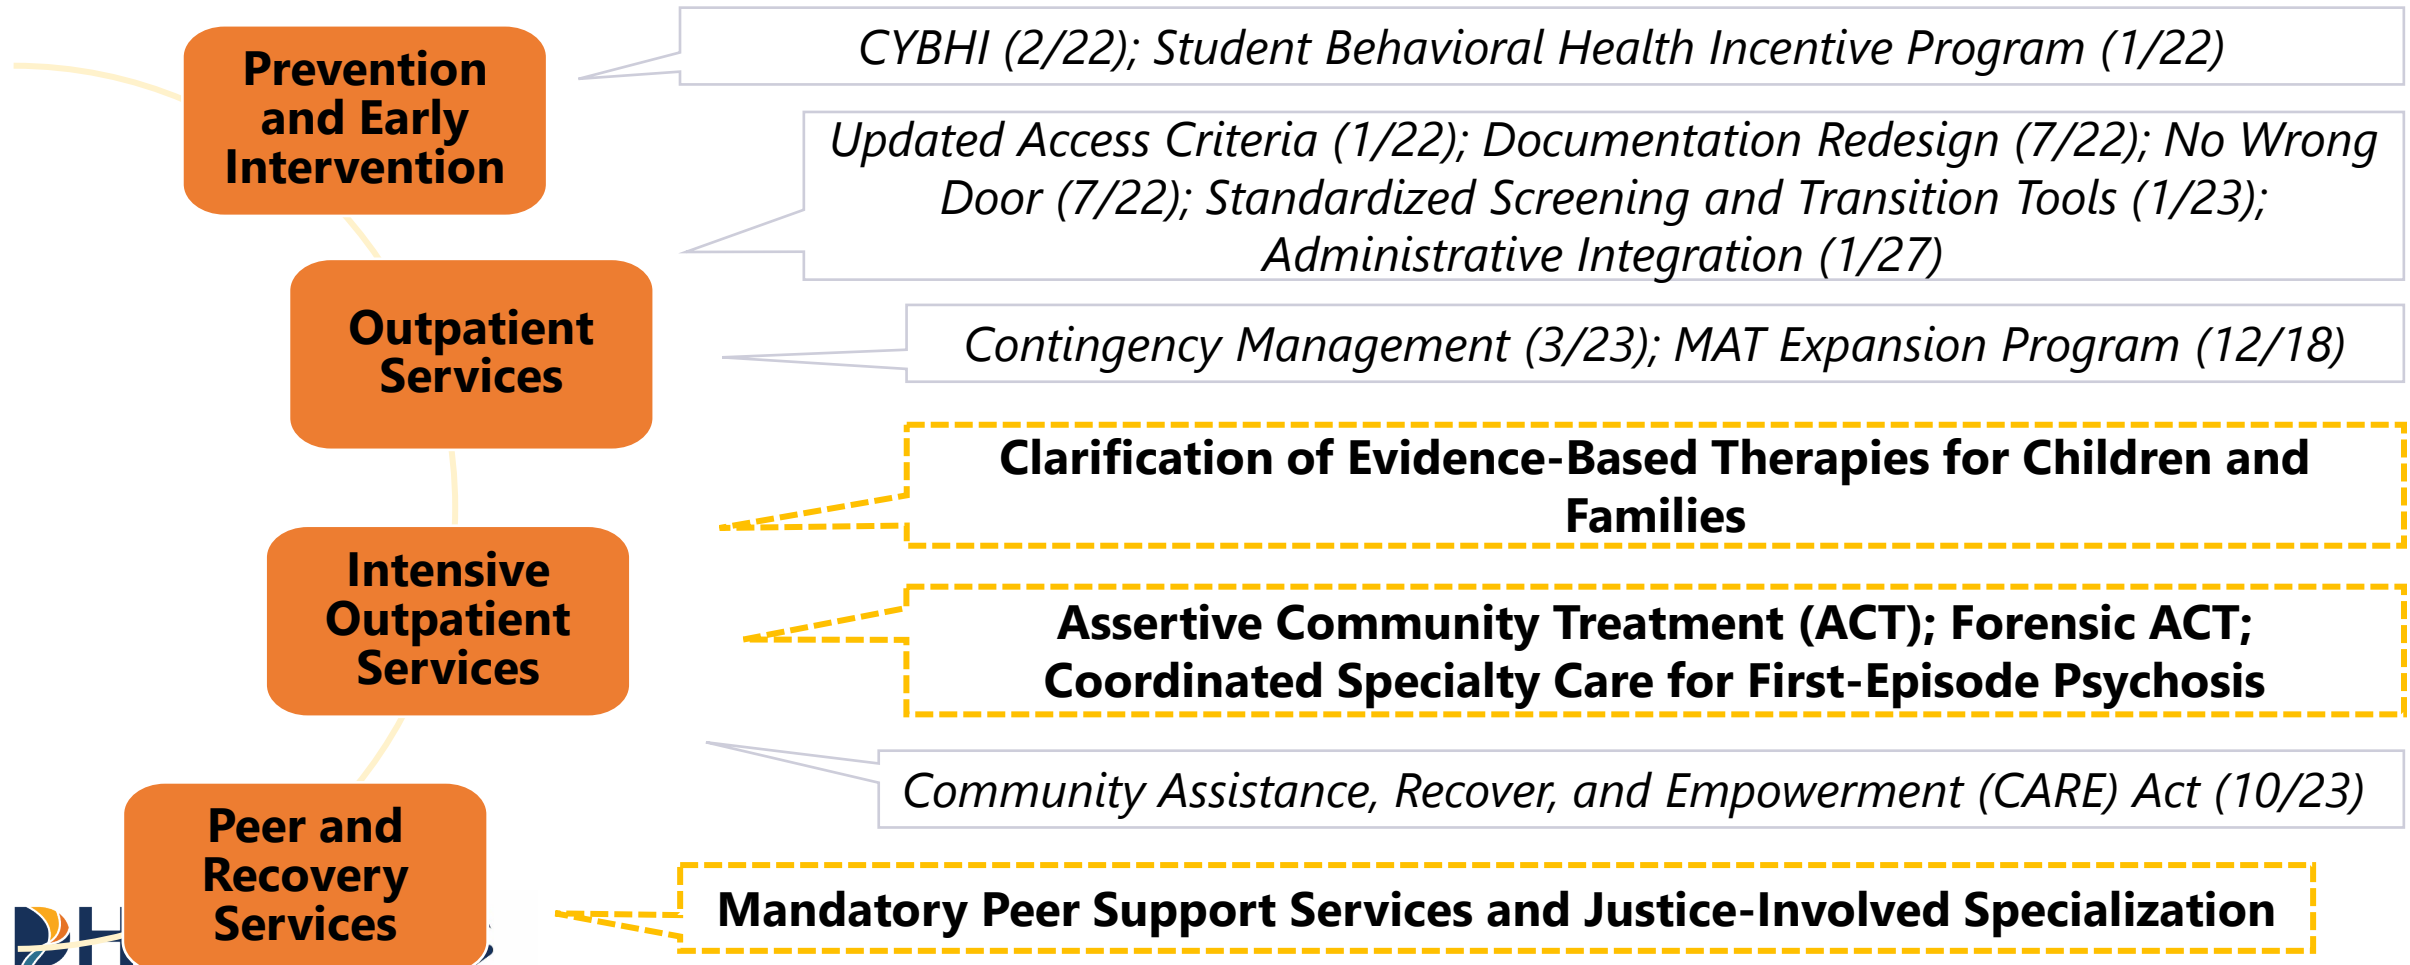 Prevention
and Early
Intervention
CYBHI (2/22); Student Behavioral Health Incentive Program (1/22)
Updated Access Criteria (1/22); Documentation Redesign (7/22); No Wrong
Door (7/22); Standardized Screening and Transition Tools (1/23);
Administrative Integration (1/27)
Outpatient
Services
Contingency Management (3/23); MAT Expansion Program (12/18)
Clarification of Evidence-Based Therapies for Children and
Families
Intensive
Outpatient
Services
Assertive Community Treatment (ACT); Forensic ACT;
Coordinated Specialty Care for First-Episode Psychosis
Community Assistance, Recover, and Empowerment (CARE) Act (10/23)
Peer and
Recovery
Services
Mandatory Peer Support Services and Justice-Involved Specialization